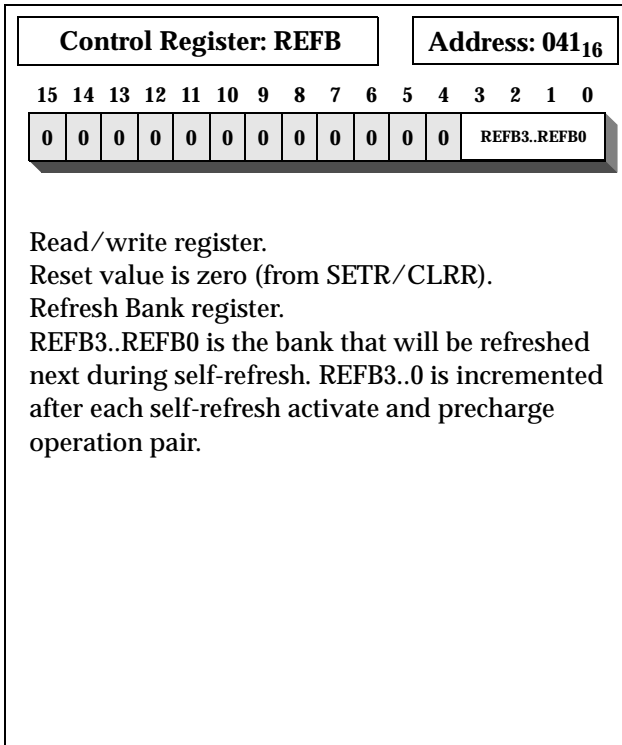 Control Register: REFB
Address: 041₁₆
15 14 13 12 11 10 9 8 7 6 5 4 3 2 1 0
0 0 0 0 0 0 0 0 0 0 0 0 REFB3..REFB0
Read/write register.
Reset value is zero (from SETR/CLRR).
Refresh Bank register.
REFB3..REFB0 is the bank that will be refreshed
next during self-refresh. REFB3..0 is incremented
after each self-refresh activate and precharge
operation pair.